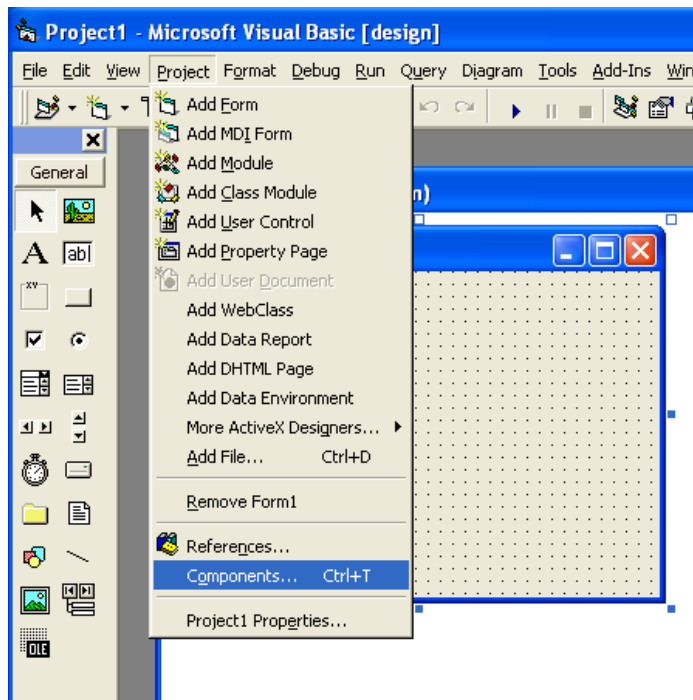 Project1 - Microsoft Visual Basic [design]
File Edit View Project Format Debug Run Query Diagram Tools Add-Ins Win
General
A ab
XY
OLE
Add Form
Add MDI Form
Add Module
Add Class Module
Add User Control
Add Property Page
Add User Document
Add WebClass
Add Data Report
Add DHTML Page
Add Data Environment
More ActiveX Designers...
Add File... Ctrl+D
Remove Form1
References...
Components... Ctrl+T
Project1 Properties...